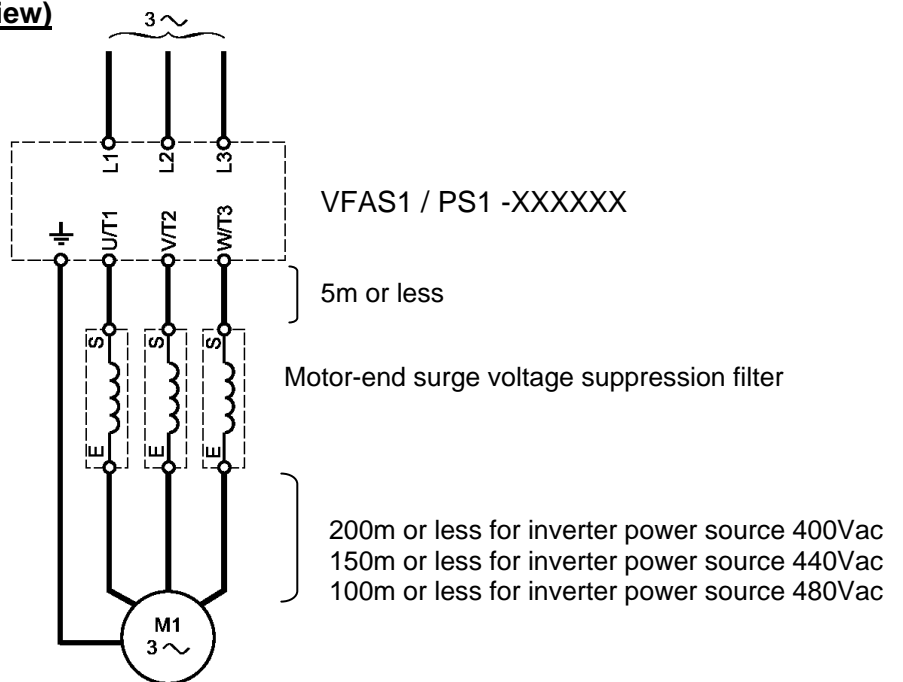 iew)
3 ∼
L1 L2 L3
VFAS1 / PS1 -XXXXXX
U/T1 V/T2 W/T3
5m or less
S S S
Motor-end surge voltage suppression filter
E E E
200m or less for inverter power source 400Vac
150m or less for inverter power source 440Vac
100m or less for inverter power source 480Vac
M1
3 ∼